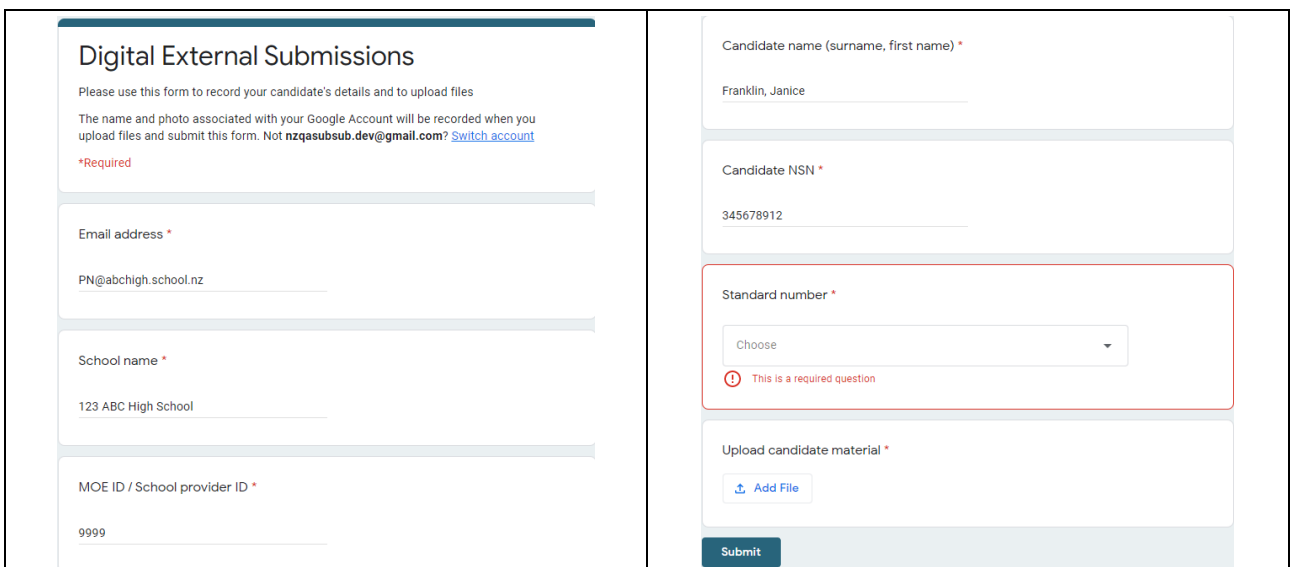 Digital External Submissions
Please use this form to record your candidate's details and to upload files
The name and photo associated with your Google Account will be recorded when you
upload files and submit this form. Not nzqasubsub.dev@gmail.com? Switch account
*Required
Email address *
PN@abchigh.school.nz
School name *
123 ABC High School
MOE ID / School provider ID *
9999
Candidate name (surname, first name) *
Franklin, Janice
Candidate NSN *
345678912
Standard number *
Choose
This is a required question
Upload candidate material *
Add File
Submit